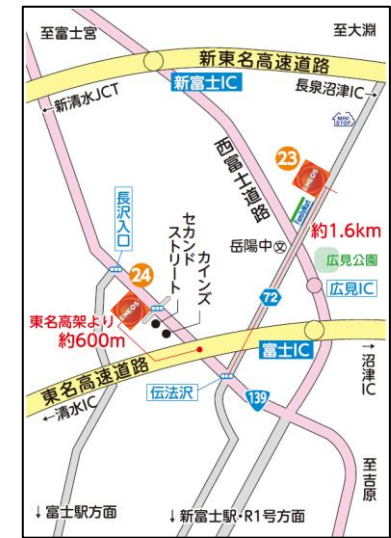 至富士宮
至大淵
新東名高速道路
新富士IC
←新清水JCT
長泉沼津IC→
MINI STOP
23
ENEOS
FamilyMart
西富士道路
約1.6km
長沢入口
セカンド
ストリート
カインズ
岳陽中文
広見公園
24
ENEOS
72
広見IC
東名高架より
約600m
富士IC
東名高速道路
←清水IC
伝法沢
139
沼津IC→
至吉原
↓富士駅方面
↓新富士駅・R1号方面